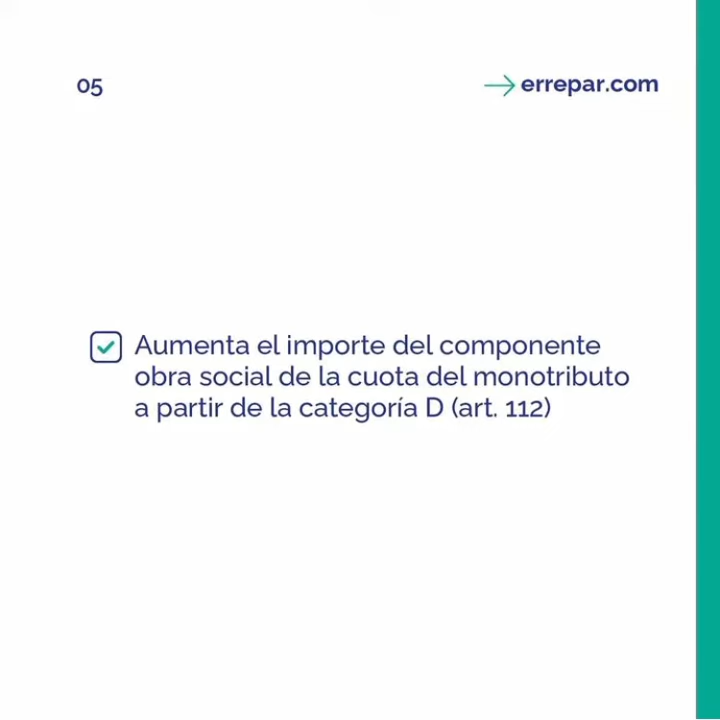 05
errepar.com
Aumenta el importe del componente
obra social de la cuota del monotributo
a partir de la categoría D (art. 112)